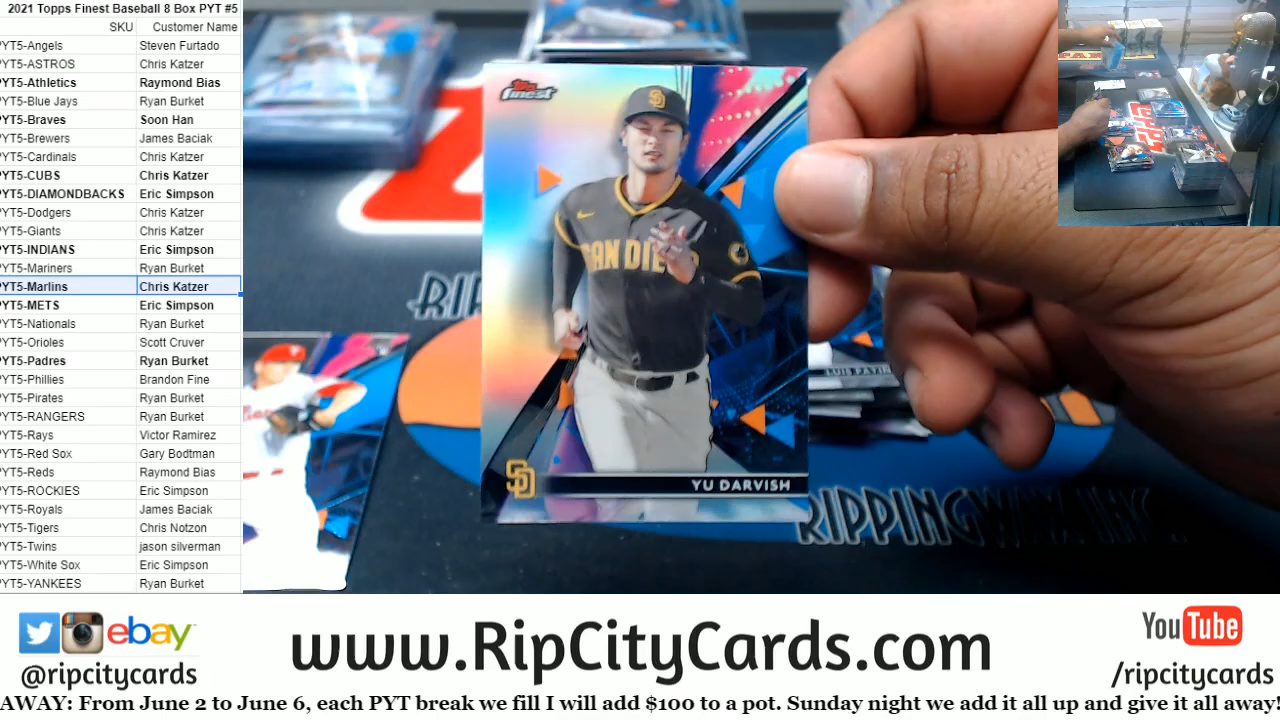 2021 Topps Finest Baseball 8 Box PYT #5
SKU Customer Name
PYT5-Angels Steven Furtado
PYT5-ASTROS Chris Katzer
PYT5-Athletics Raymond Bias
PYT5-Blue Jays Ryan Burket
PYT5-Braves Soon Han
PYT5-Brewers James Baciak
PYT5-Cardinals Chris Katzer
PYT5-CUBS Chris Katzer
PYT5-DIAMONDBACKS Eric Simpson
PYT5-Dodgers Chris Katzer
PYT5-Giants Chris Katzer
PYT5-INDIANS Eric Simpson
PYT5-Mariners Ryan Burket
PYT5-Marlins Chris Katzer
PYT5-METS Eric Simpson
PYT5-Nationals Ryan Burket
PYT5-Orioles Scott Cruver
PYT5-Padres Ryan Burket
PYT5-Phillies Brandon Fine
PYT5-Pirates Ryan Burket
PYT5-RANGERS Ryan Burket
PYT5-Rays Victor Ramirez
PYT5-Red Sox Gary Bodtman
PYT5-Reds Raymond Bias
PYT5-ROCKIES Eric Simpson
PYT5-Royals James Baciak
PYT5-Tigers Chris Notzon
PYT5-Twins jason silverman
PYT5-White Sox Eric Simpson
PYT5-YANKEES Ryan Burket
Topps finest
SD
SAN DIE
SD
YU DARVISH
RIP
LUIS PATIN
RIPPINGWAX INC
ebay
@ripcitycards
www.RipCityCards.com
YouTube
/ripcitycards
AWAY: From June 2 to June 6, each PYT break we fill I will add $100 to a pot. Sunday night we add it all up and give it all away!